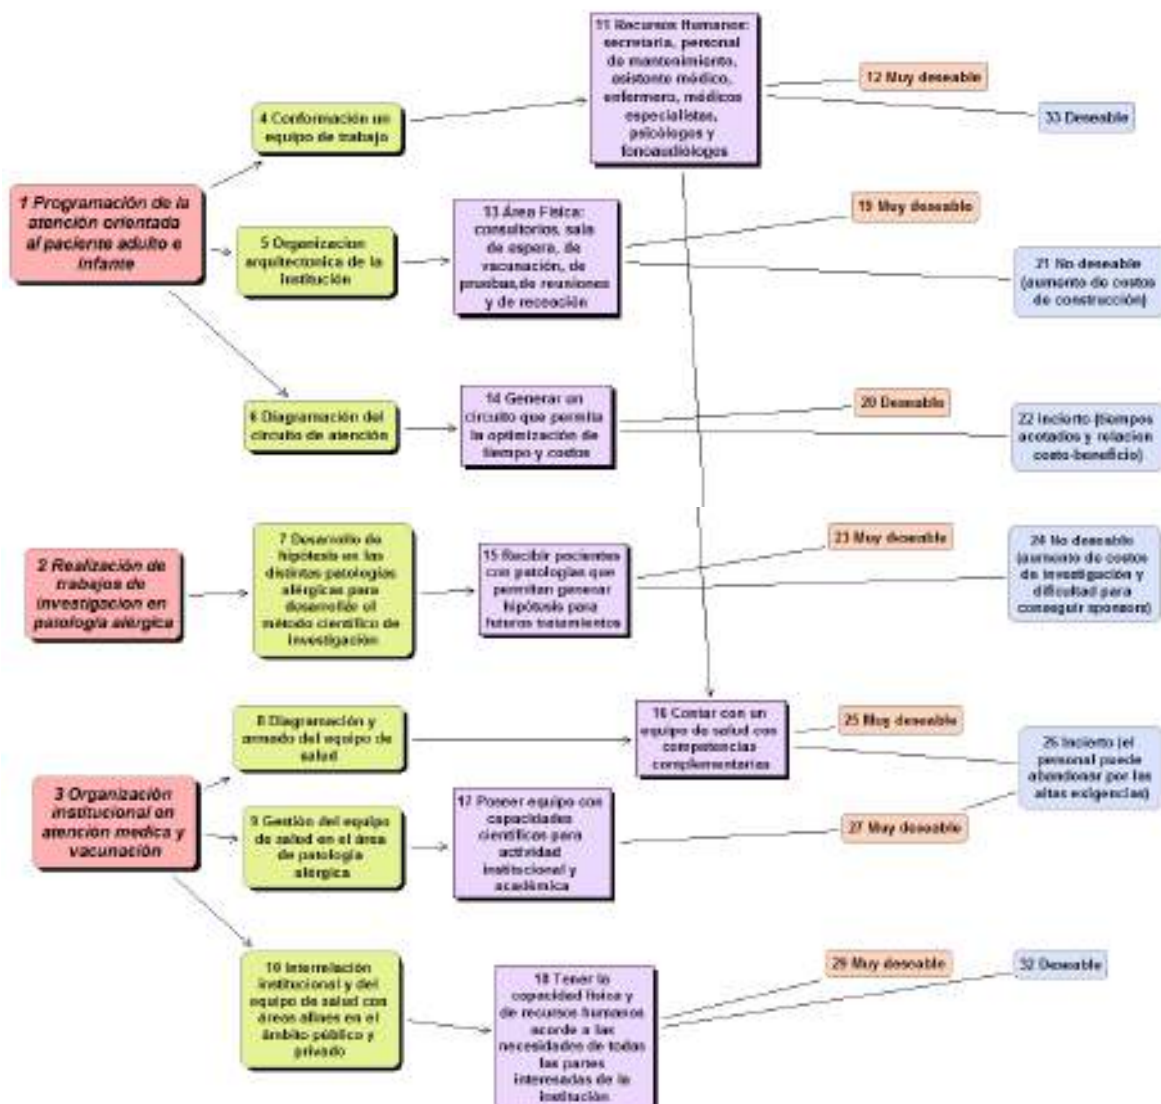 11 Recursos Humanos:
secretaria, personal
de mantenimiento,
asistente médico,
enfermero, médicos
especialistas,
psicólogos y
fonoaudiólogos
12 Muy deseable
33 Deseable
4 Conformación un
equipo de trabajo
1 Programación de la
atención orientada
al paciente adulto e
infante
5 Organizacion
arquitectonica de la
institución
13 Área Física:
consultorios, sala
de espera, de
vacunación, de
pruebas,de reuniones
y de receación
19 Muy deseable
21 No deseable
(aumento de costos
de construcción)
6 Diagramación del
circuito de atención
14 Generar un
circuito que permita
la optimización de
tiempo y costos
20 Deseable
22 Incierto (tiempos
acotados y relacion
costo-beneficio)
2 Realización de
trabajos de
investigacion en
patología alérgica
7 Desarrollo de
hipótesis en las
distintas patologías
alérgicas para
desarrollar el
método científico de
investigación
15 Recibir pacientes
con patologías que
permitan generar
hipótesis para
futuros tratamientos
23 Muy deseable
24 No deseable
(aumento de costos
de investigación y
dificultad para
conseguir sponsors)
8 Diagramación y
armado del equipo de
salud
16 Contar con un
equipo de salud con
competencias
complementarias
25 Muy deseable
26 Incierto (el
personal puede
abandonar por las
altas exigencias)
3 Organización
institucional en
atención medica y
vacunación
9 Gestión del equipo
de salud en el área
de patología
alérgica
17 Poseer equipo con
capacidades
científicas para
actividad
institucional y
académica
27 Muy deseable
10 Interrelación
institucional y del
equipo de salud con
áreas afines en el
ámbito público y
privado
18 Tener la
capacidad física y
de recursos humanos
acorde a las
necesidades de todas
las partes
interesadas de la
institución
29 Muy deseable
32 Deseable